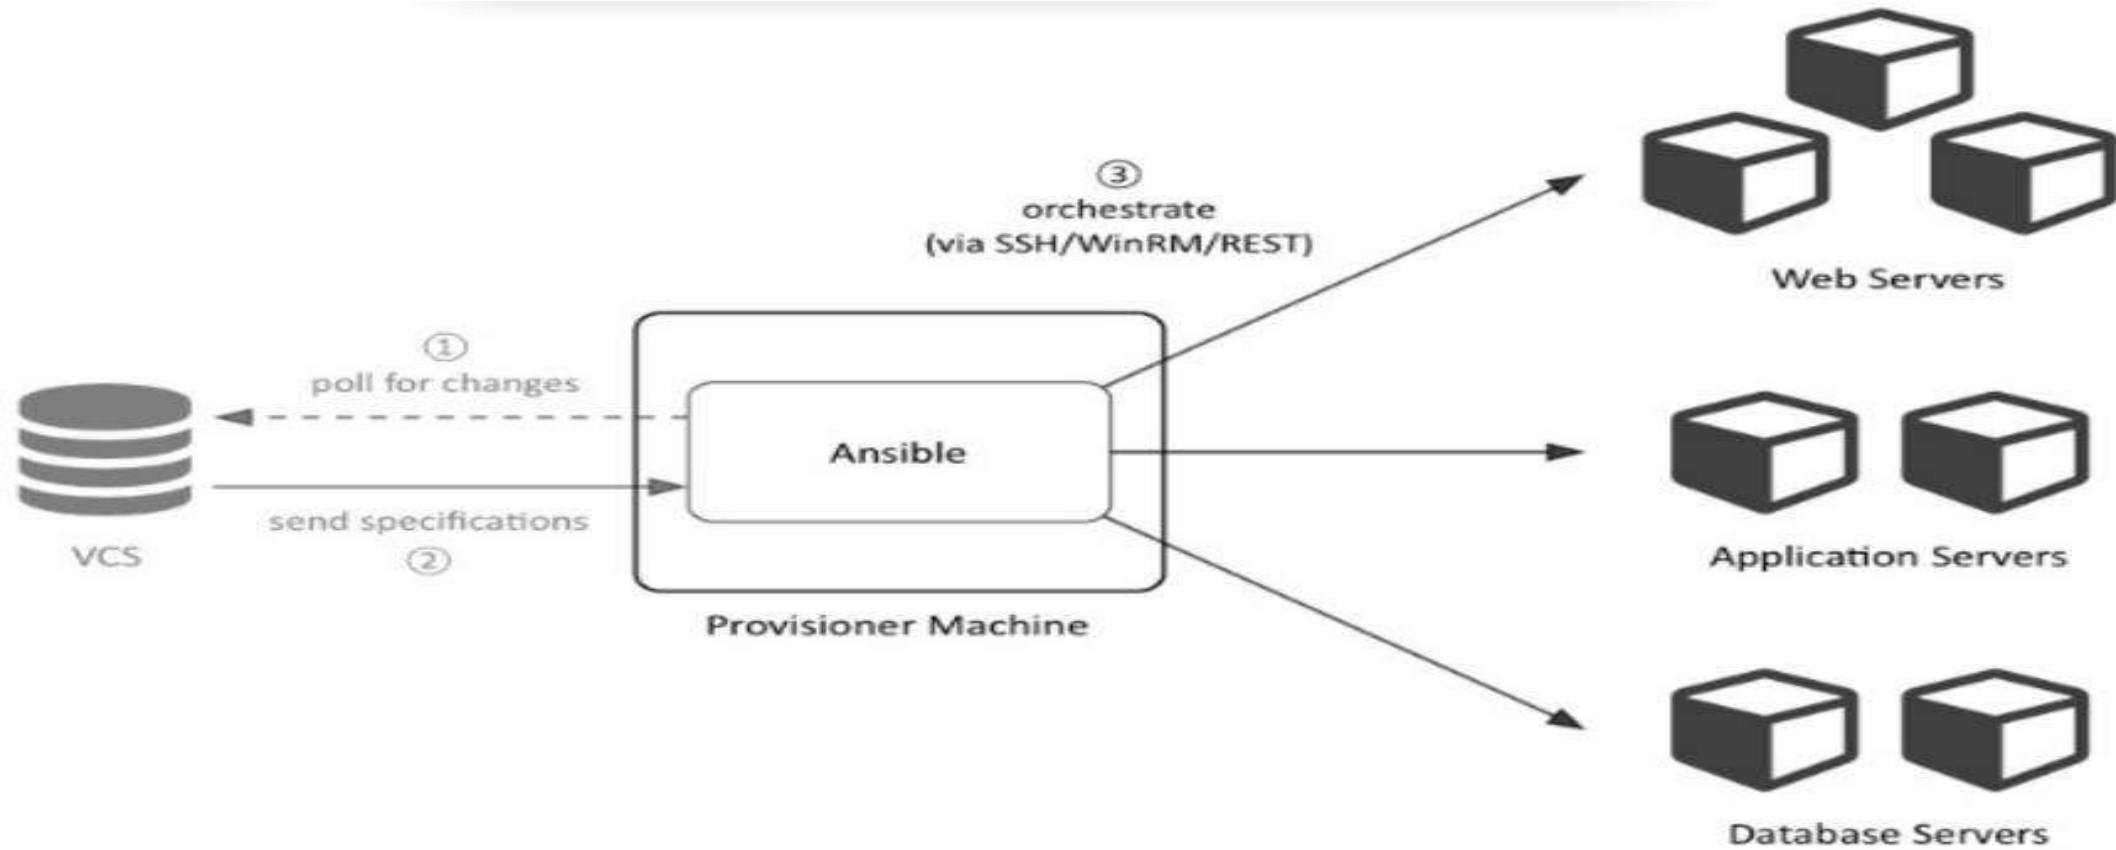 ①
poll for changes
send specifications
②
VCS
Ansible
Provisioner Machine
③
orchestrate
(via SSH/WinRM/REST)
Web Servers
Application Servers
Database Servers